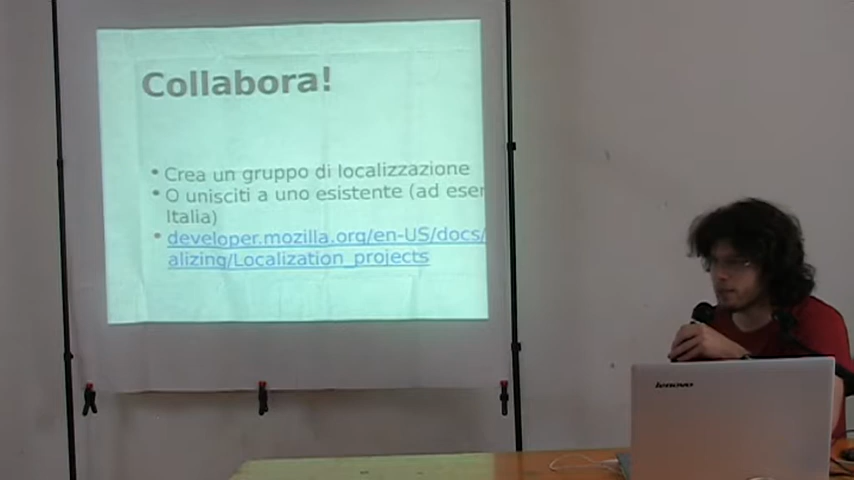 Collabora!
• Crea un gruppo di localizzazione
• O unisciti a uno esistente (ad eser
Italia)
• developer.mozilla.org/en-US/docs/
alizing/Localization_projects
lenovo